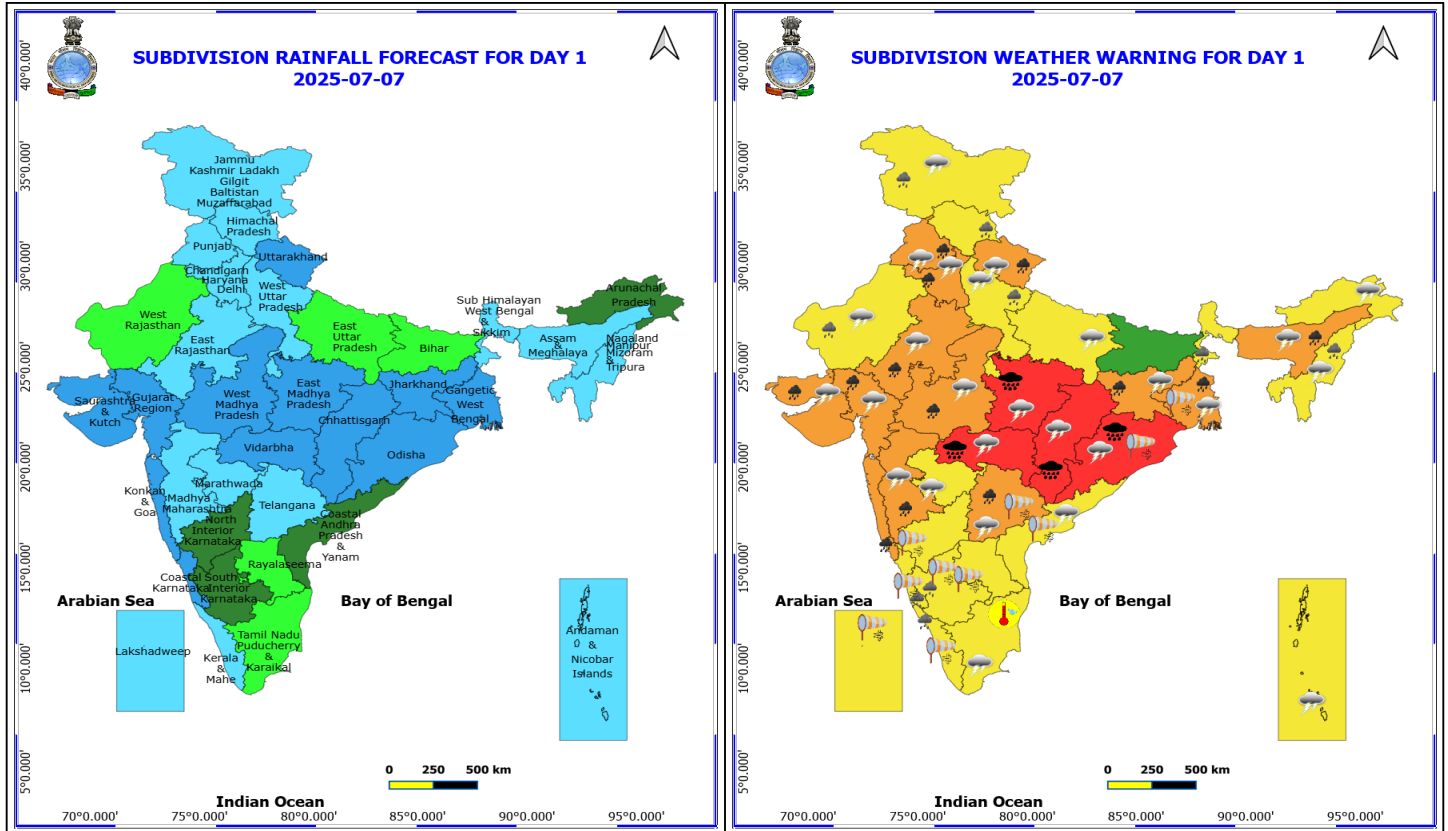 SUBDIVISION RAINFALL FORECAST FOR DAY 1
2025-07-07
40°0.000'
35°0.000'
30°0.000'
25°0.000'
20°0.000'
15°0.000'
10°0.000'
5°0.000'
Jammu
Kashmir Ladakh
Gilgit
Baltistan
Muzaffarabad
Himachal
Pradesh
Punjab
Uttarakhand
Chandigarh
Haryana
Delhi
West
Uttar
Pradesh
West
Rajasthan
East
Rajasthan
East
Uttar
Pradesh
Bihar
Sub Himalayan
West Bengal
&
Sikkim
Arunachal
Pradesh
Assam
&
Meghalaya
Nagaland
Manipur
Mizoram
&
Tripura
Saurashtra
&
Kutch
Gujarat
Region
West
Madhya
Pradesh
East
Madhya
Pradesh
Jharkhand
Gangetic
West
Bengal
Chhattisgarh
Vidarbha
Odisha
Konkan
&
Goa
Madhya
Maharashtra
Marathwada
Telangana
North
Interior
Karnataka
Coastal
Andhra
Pradesh
&
Yanam
Rayalaseema
Coastal
Karnataka
South
Interior
Karnataka
Tamil Nadu
Puducherry
&
Karaikal
Kerala
&
Mahe
Lakshadweep
Andaman
&
Nicobar
Islands
Arabian Sea
Bay of Bengal
Indian Ocean
0 250 500 km
70°0.000' 75°0.000' 80°0.000' 85°0.000' 90°0.000' 95°0.000'
SUBDIVISION WEATHER WARNING FOR DAY 1
2025-07-07
40°0.000'
35°0.000'
30°0.000'
25°0.000'
20°0.000'
15°0.000'
10°0.000'
5°0.000'
Arabian Sea
Bay of Bengal
Indian Ocean
0 250 500 km
70°0.000' 75°0.000' 80°0.000' 85°0.000' 90°0.000' 95°0.000'